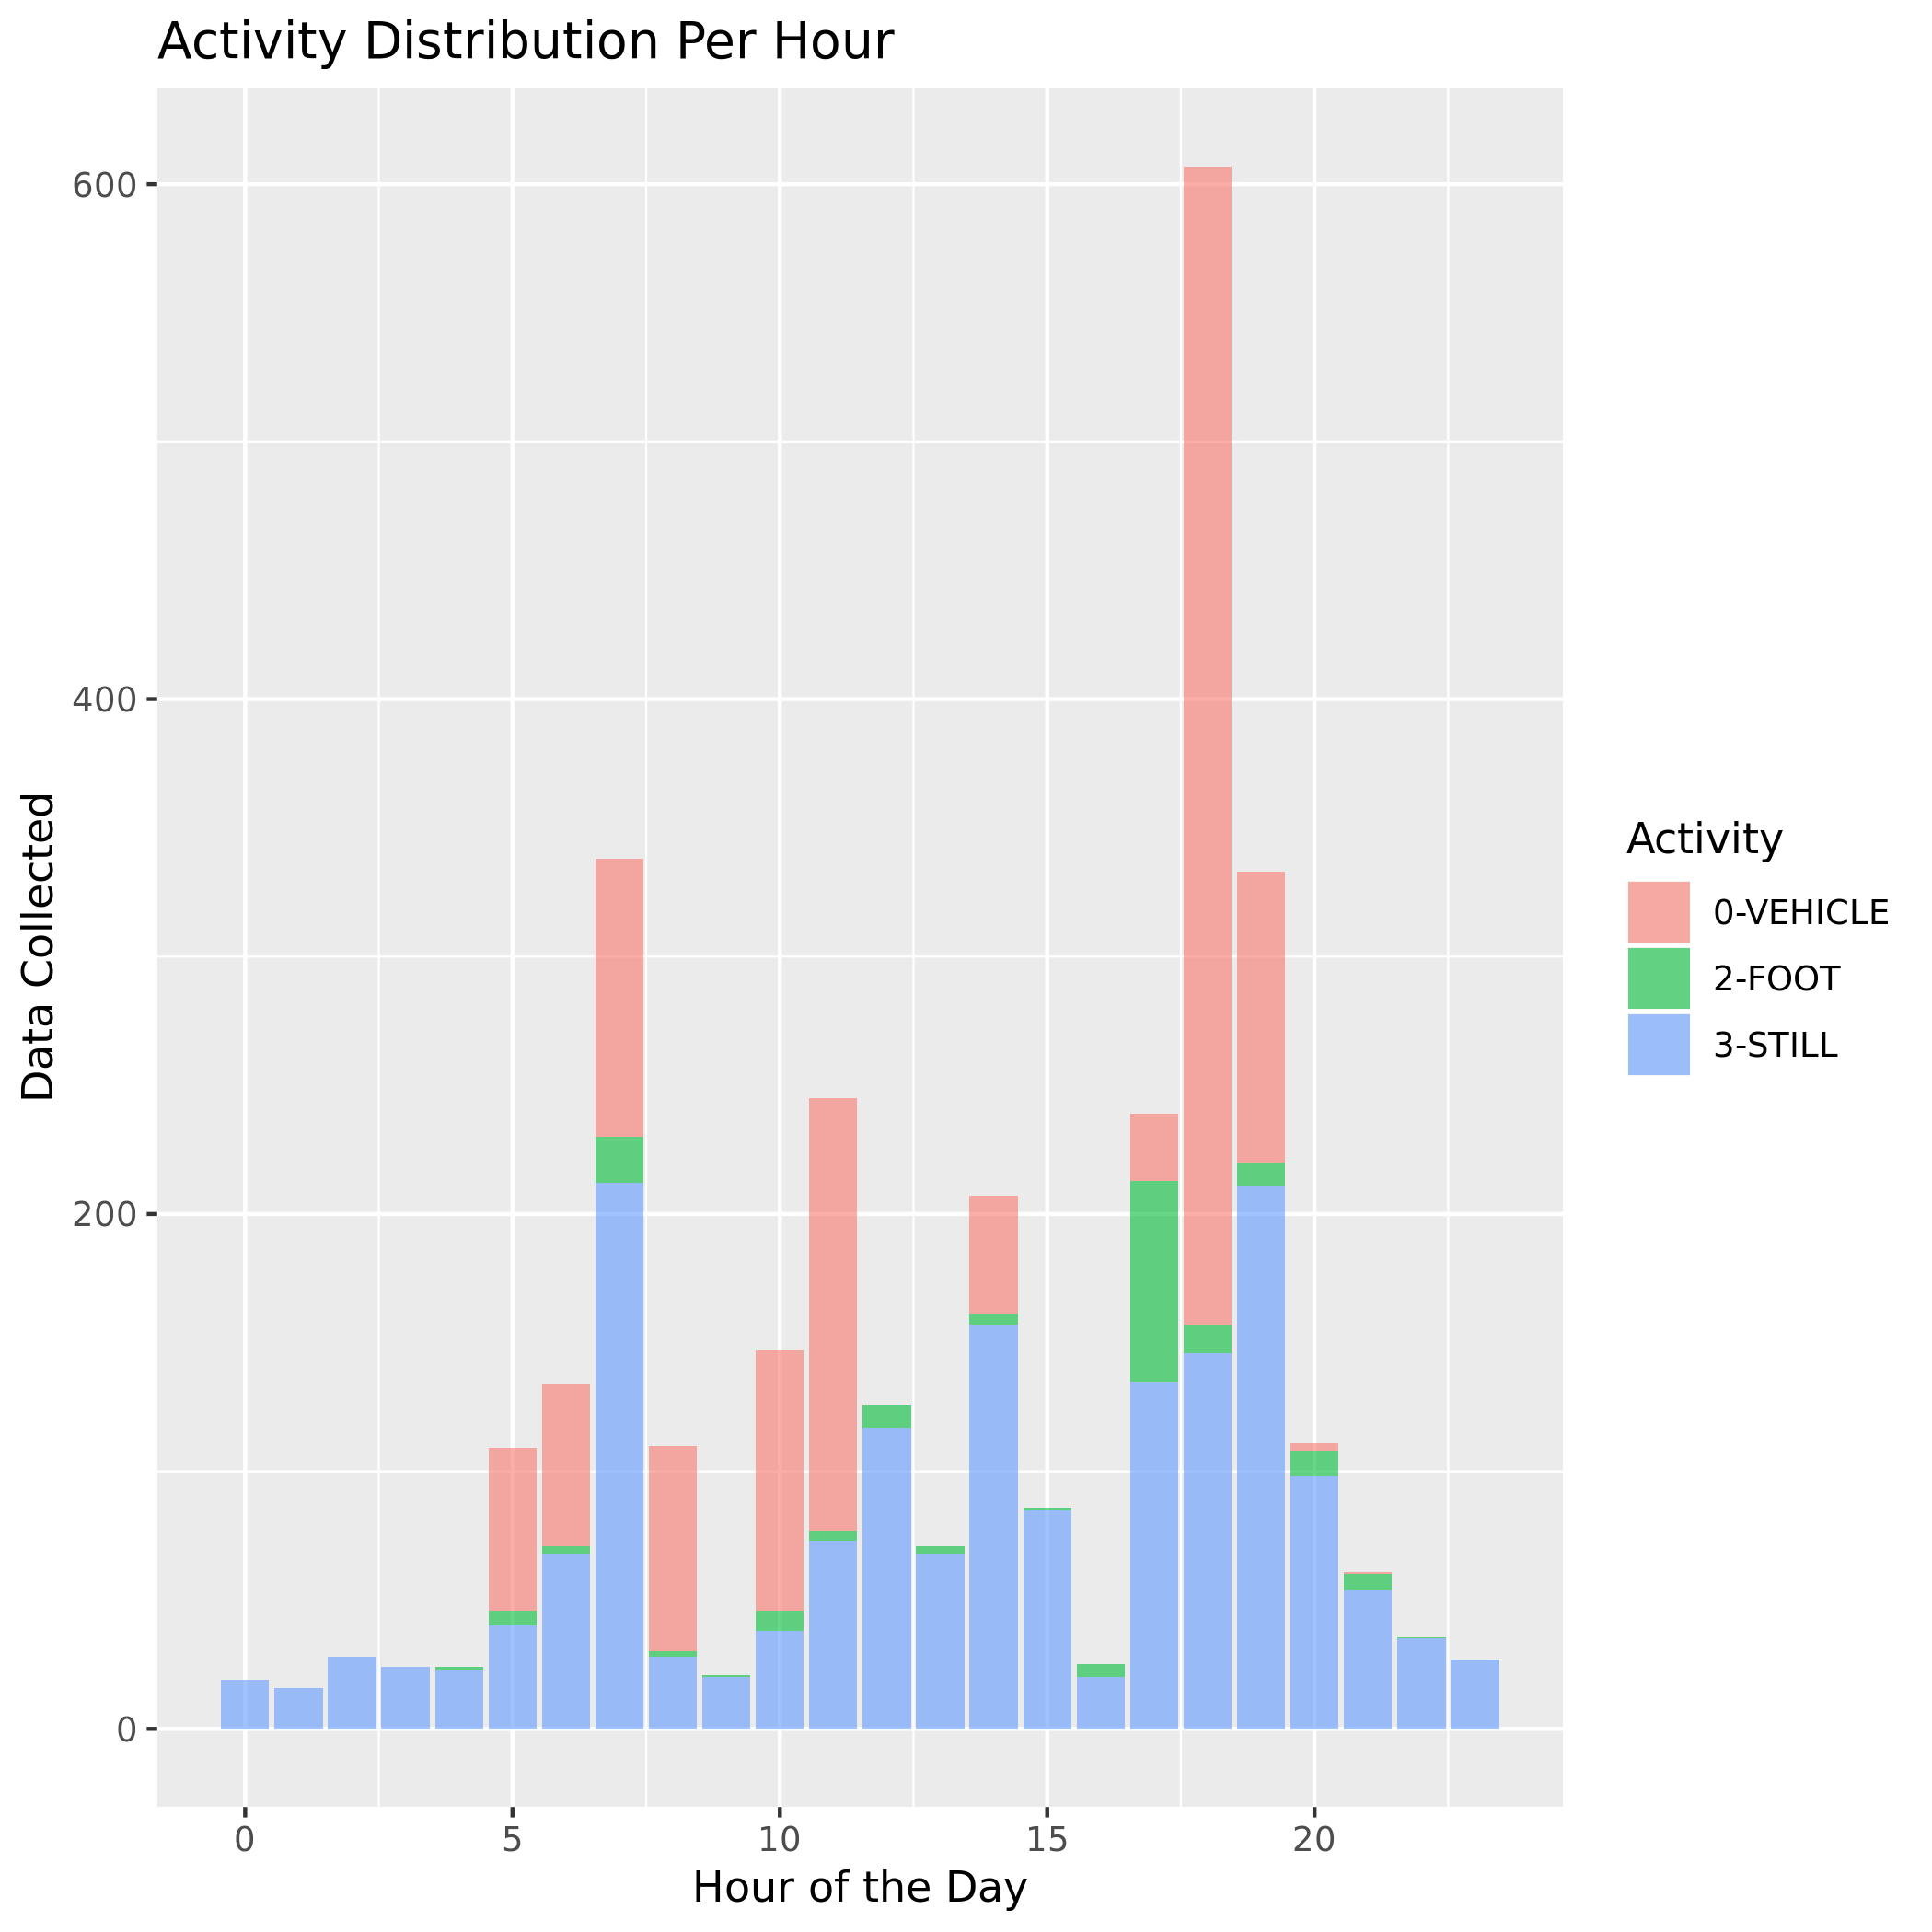 Activity Distribution Per Hour
600
400
200
0
Data Collected
0 5 10 15 20
Hour of the Day
Activity
0-VEHICLE
2-FOOT
3-STILL